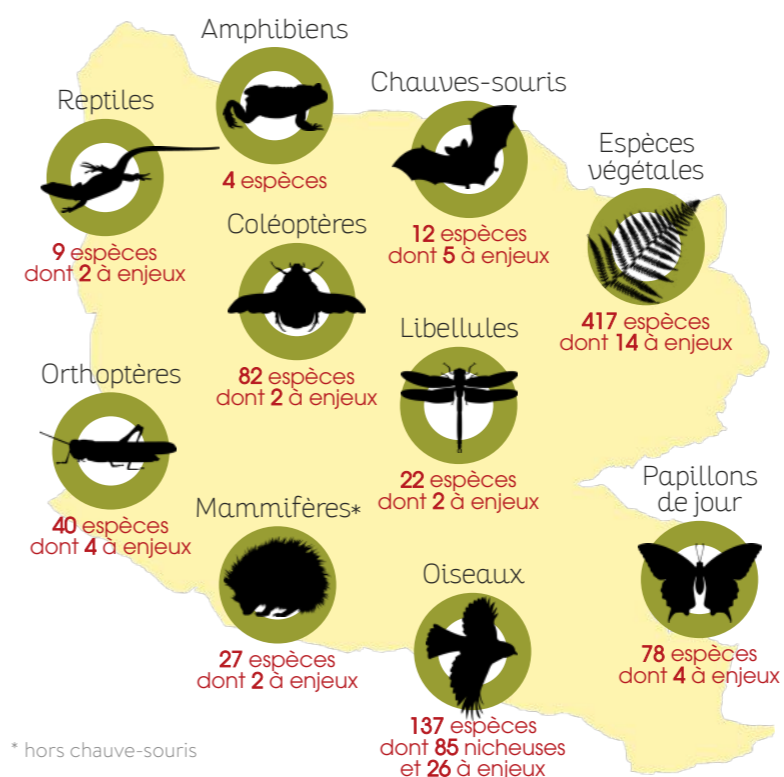 Amphibiens
4 espèces
Reptiles
9 espèces
dont 2 à enjeux
Chauves-souris
12 espèces
dont 5 à enjeux
Espèces
végétales
417 espèces
dont 14 à enjeux
Coléoptères
82 espèces
dont 2 à enjeux
Libellules
22 espèces
dont 2 à enjeux
Orthoptères
40 espèces
dont 4 à enjeux
Mammifères*
27 espèces
dont 2 à enjeux
Oiseaux
137 espèces
dont 85 nicheuses
et 26 à enjeux
Papillons
de jour
78 espèces
dont 4 à enjeux
* hors chauve-souris